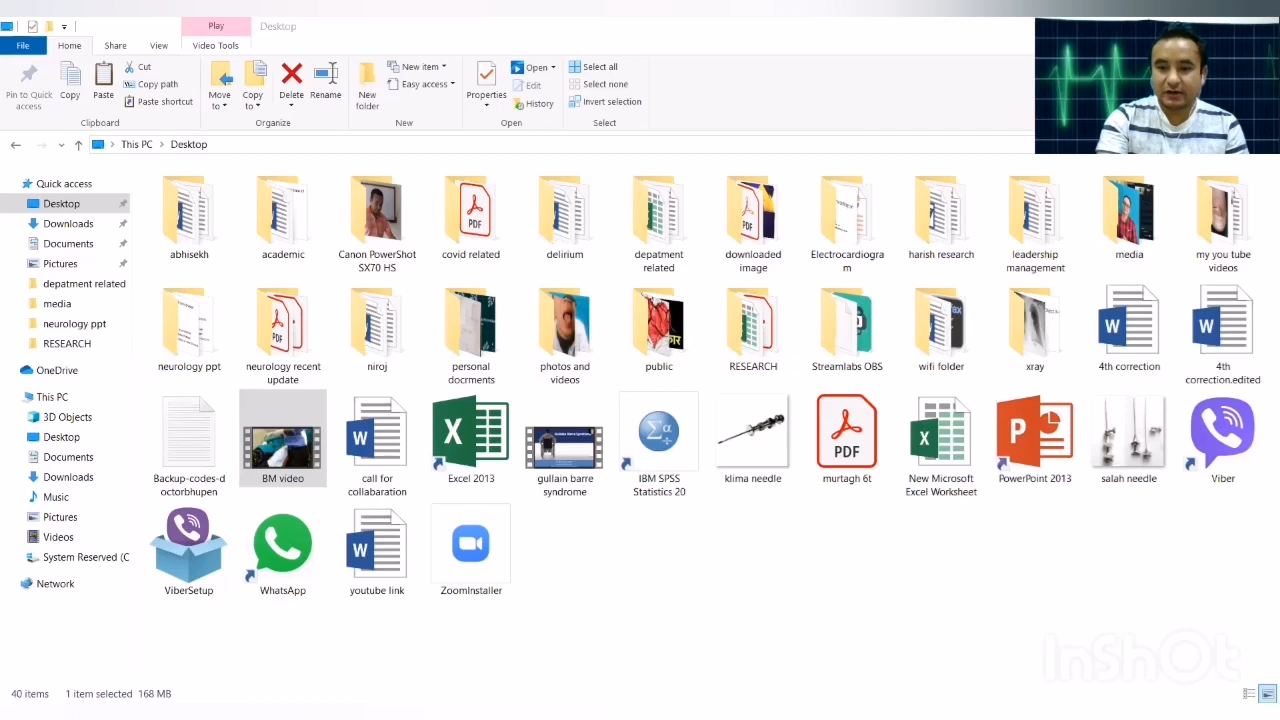 Play
Desktop
File
Home
Share
View
Video Tools
Pin to Quick
access
Copy
Paste
Cut
Copy path
Paste shortcut
Clipboard
Move
to
Copy
to
Delete
Rename
Organize
New
folder
New item
Easy access
New
Properties
Open
Edit
History
Open
Select all
Select none
Invert selection
Select
This PC
Desktop
Quick access
Desktop
Downloads
Documents
Pictures
depatment related
media
neurology ppt
RESEARCH
OneDrive
This PC
3D Objects
Desktop
Documents
Downloads
Music
Pictures
Videos
System Reserved (C
Network
abhisekh
academic
Canon PowerShot
SX70 HS
covid related
PDF
delirium
depatment
related
downloaded
image
PDF
Electrocardiogra
m
harish research
leadership
management
media
my you tube
videos
neurology ppt
neurology recent
update
PDF
niroj
personal
docrments
photos and
videos
public
RESEARCH
Streamlabs OBS
wifi folder
xray
4th correction
4th
correction.edited
Backup-codes-d
octorbhupen
BM video
call for
collabaration
Excel 2013
gullain barre
syndrome
IBM SPSS
Statistics 20
klima needle
PDF
murtagh 6t
New Microsoft
Excel Worksheet
PowerPoint 2013
salah needle
Viber
ViberSetup
WhatsApp
youtube link
ZoomInstaller
40 items
1 item selected
168 MB
InShOt